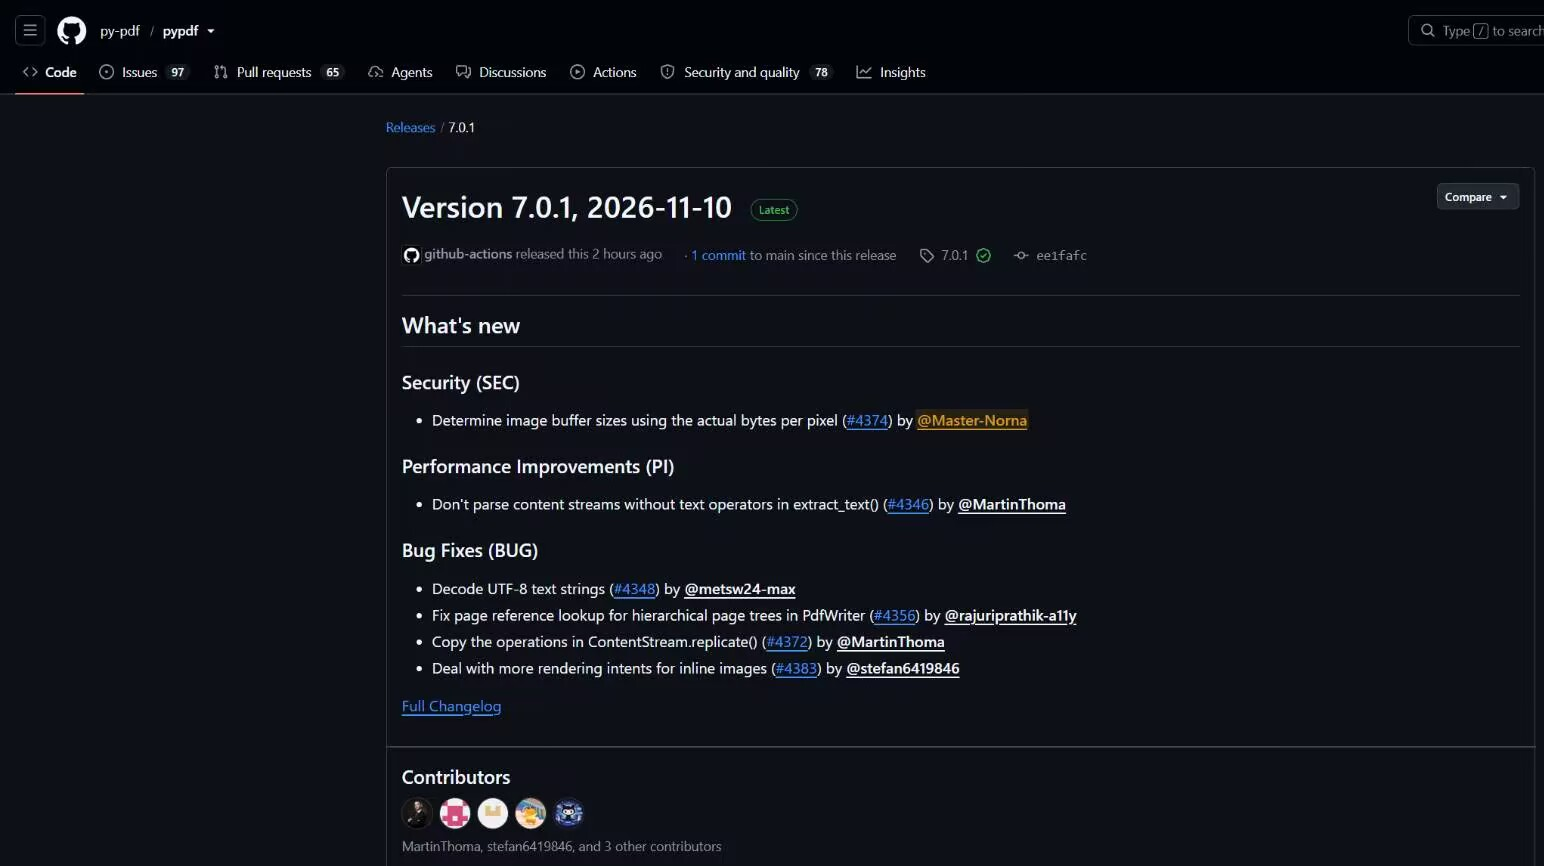 py-pdf / pypdf
Type / to search
Code Issues 97 Pull requests 65 Agents Discussions Actions Security and quality 78 Insights
Releases / 7.0.1
Version 7.0.1, 2026-11-10 Latest
Compare
github-actions released this 2 hours ago · 1 commit to main since this release 7.0.1 ee1fafc
What's new
Security (SEC)
• Determine image buffer sizes using the actual bytes per pixel (#4374) by @Master-Norna
Performance Improvements (PI)
• Don't parse content streams without text operators in extract_text() (#4346) by @MartinThoma
Bug Fixes (BUG)
• Decode UTF-8 text strings (#4348) by @metsw24-max
• Fix page reference lookup for hierarchical page trees in PdfWriter (#4356) by @rajuriprathik-a11y
• Copy the operations in ContentStream.replicate() (#4372) by @MartinThoma
• Deal with more rendering intents for inline images (#4383) by @stefan6419846
Full Changelog
Contributors
MartinThoma, stefan6419846, and 3 other contributors